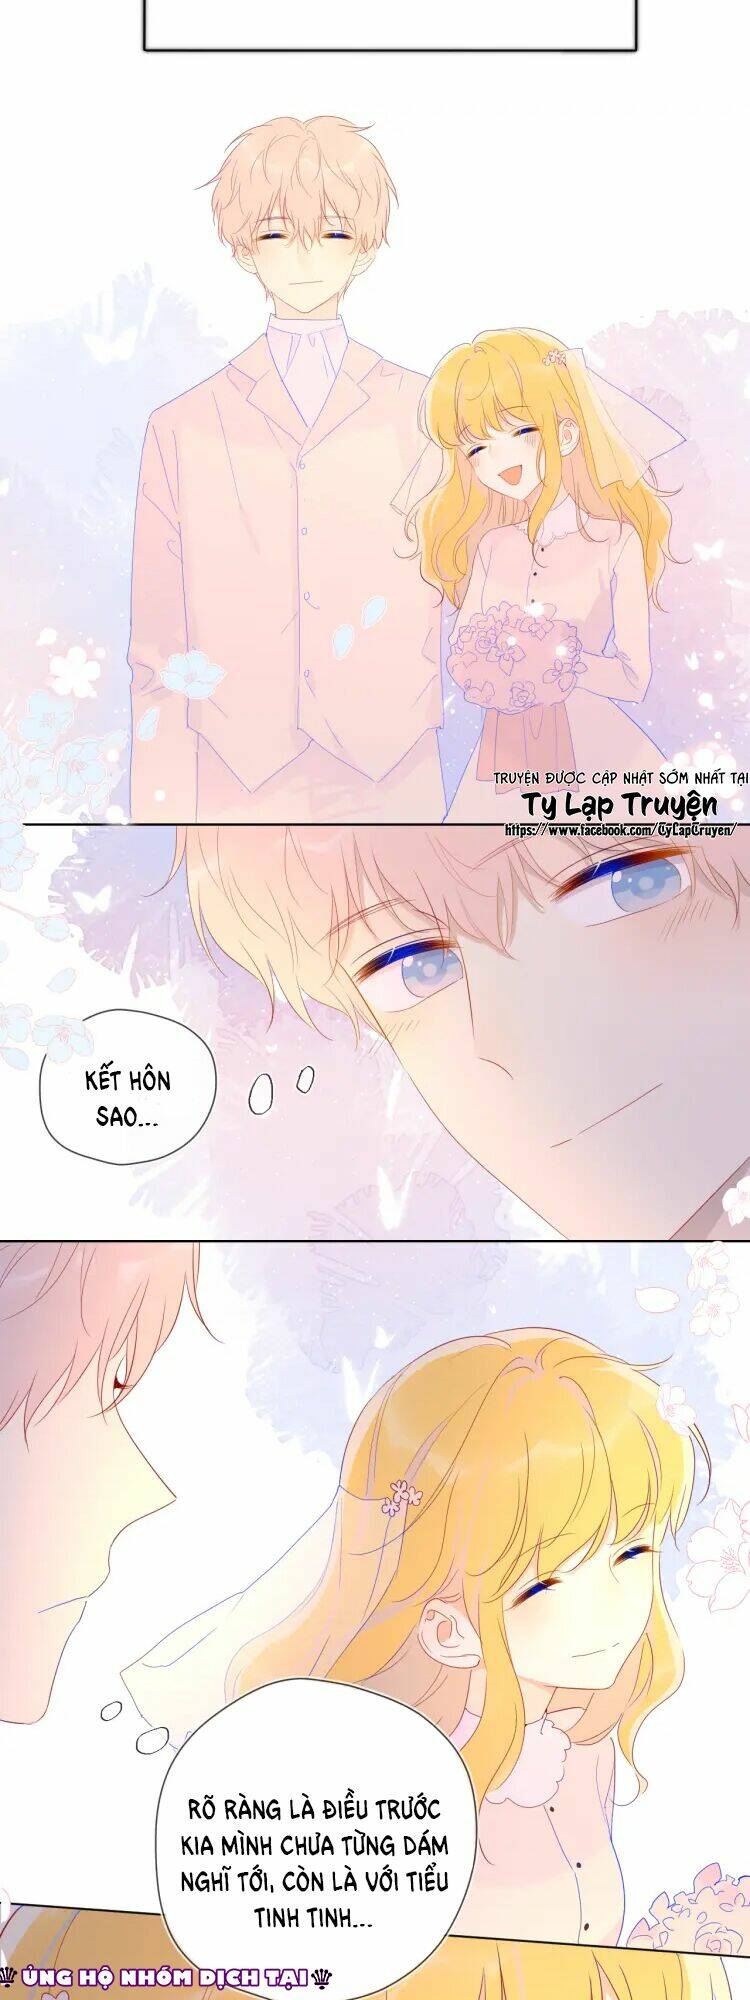 TRUYỆN ĐƯỢC CẬP NHẬT SỚM NHẤT TẠI
Ty Lạp Truyện
https://www.facebook.com/TyLapTruyen/
KẾT HÔN
SAO...
RÕ RÀNG LÀ ĐIỀU TRƯỚC
KIA MÌNH CHƯA TỪNG DÁM
NGHĨ TỚI, CÒN LÀ VỚI TIỂU
TINH TINH...
ỦNG HỘ NHÓM DỊCH TẠI